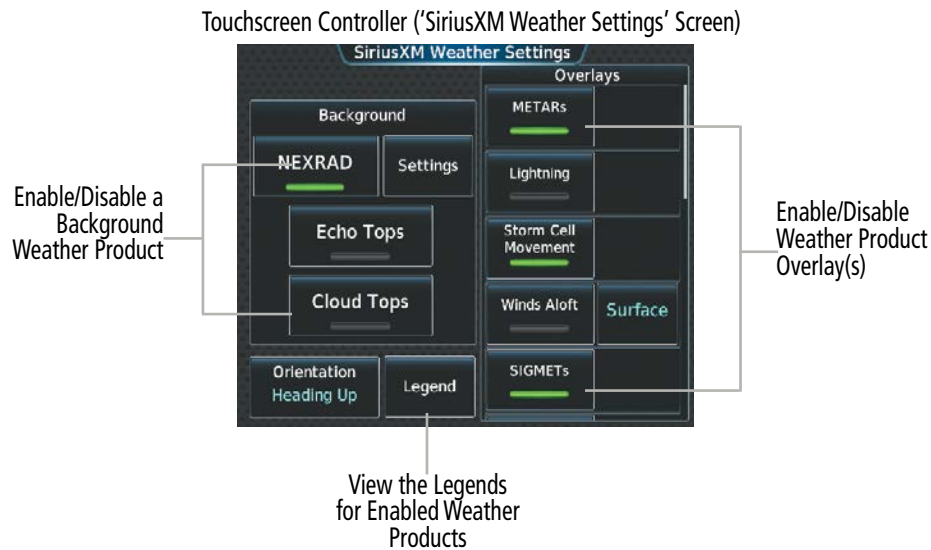 Touchscreen Controller (‘SiriusXM Weather Settings’ Screen)
SiriusXM Weather Settings
Background
NEXRAD
Settings
Echo Tops
Cloud Tops
Orientation
Heading Up
Legend
Overlays
METARs
Lightning
Storm Cell
Movement
Winds Aloft
Surface
SIGMETs
Enable/Disable a
Background
Weather Product
Enable/Disable
Weather Product
Overlay(s)
View the Legends
for Enabled Weather
Products